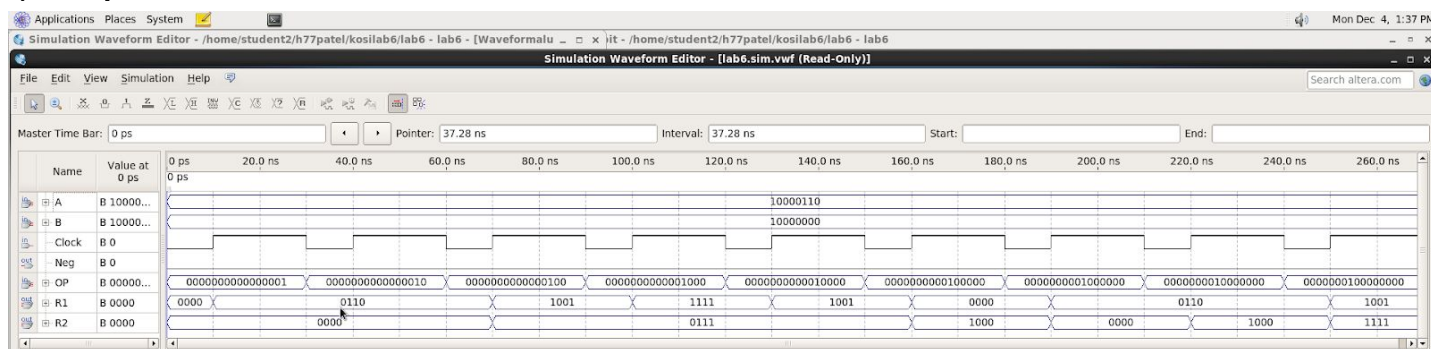 Applications Places System Mon Dec 4, 1:37 PM
Simulation Waveform Editor - /home/student2/h77patel/kosilab6/lab6 - lab6 - [Waveformalu it - /home/student2/h77patel/kosilab6/lab6 - lab6
Simulation Waveform Editor - [lab6.sim.vwf (Read-Only)]
File Edit View Simulation Help Search altera.com
Master Time Bar: 0 ps Pointer: 37.28 ns Interval: 37.28 ns Start: End:
Name Value at 0 ps 0 ps 20.0 ns 40.0 ns 60.0 ns 80.0 ns 100.0 ns 120.0 ns 140.0 ns 160.0 ns 180.0 ns 200.0 ns 220.0 ns 240.0 ns 260.0 ns
0 ps
A B 10000... 10000110
B B 10000... 10000000
Clock B 0
Neg B 0
OP B 00000... 0000000000000001 0000000000000010 0000000000000100 0000000000001000 0000000000010000 0000000000100000 0000000001000000 0000000010000000 0000000100000000
R1 B 0000 0000 0110 1001 1111 1001 0000 0110 1001
R2 B 0000 0000 0111 1000 0000 1000 1111